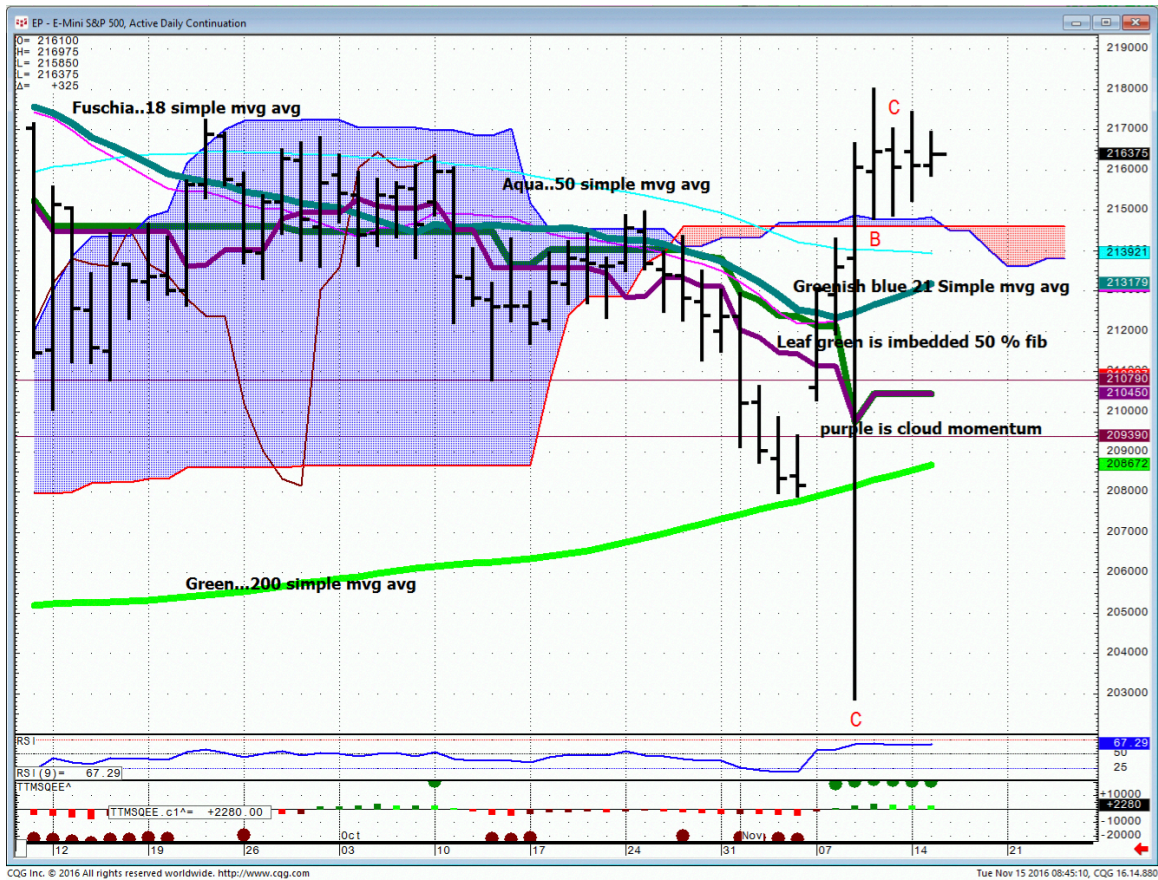 EP - E-Mini S&P 500, Active Daily Continuation
O= 216100
H= 216975
L= 215850
L= 216375
Δ= +325
219000
218000
217000
216375
215000
213921
213179
212000
210790
210450
210000
209390
209000
208672
208000
207000
206000
205000
204000
203000
Fuschia..18 simple mvg avg
C
Aqua..50 simple mvg avg
B
Greenish blue 21 Simple mvg avg
Leaf green is imbedded 50 % fib
purple is cloud momentum
Green...200 simple mvg avg
C
RSI
67.29
50
25
RSI(9)= 67.29
TTMSQEE^
+10000
+2280
TTMSQEE.c1^= +2280.00
-10000
-20000
Oct
Nov
12
19
26
03
10
17
24
31
07
14
21
CQG Inc. © 2016 All rights reserved worldwide. http://www.cqg.com
Tue Nov 15 2016 08:45:10, CQG 16.14.880